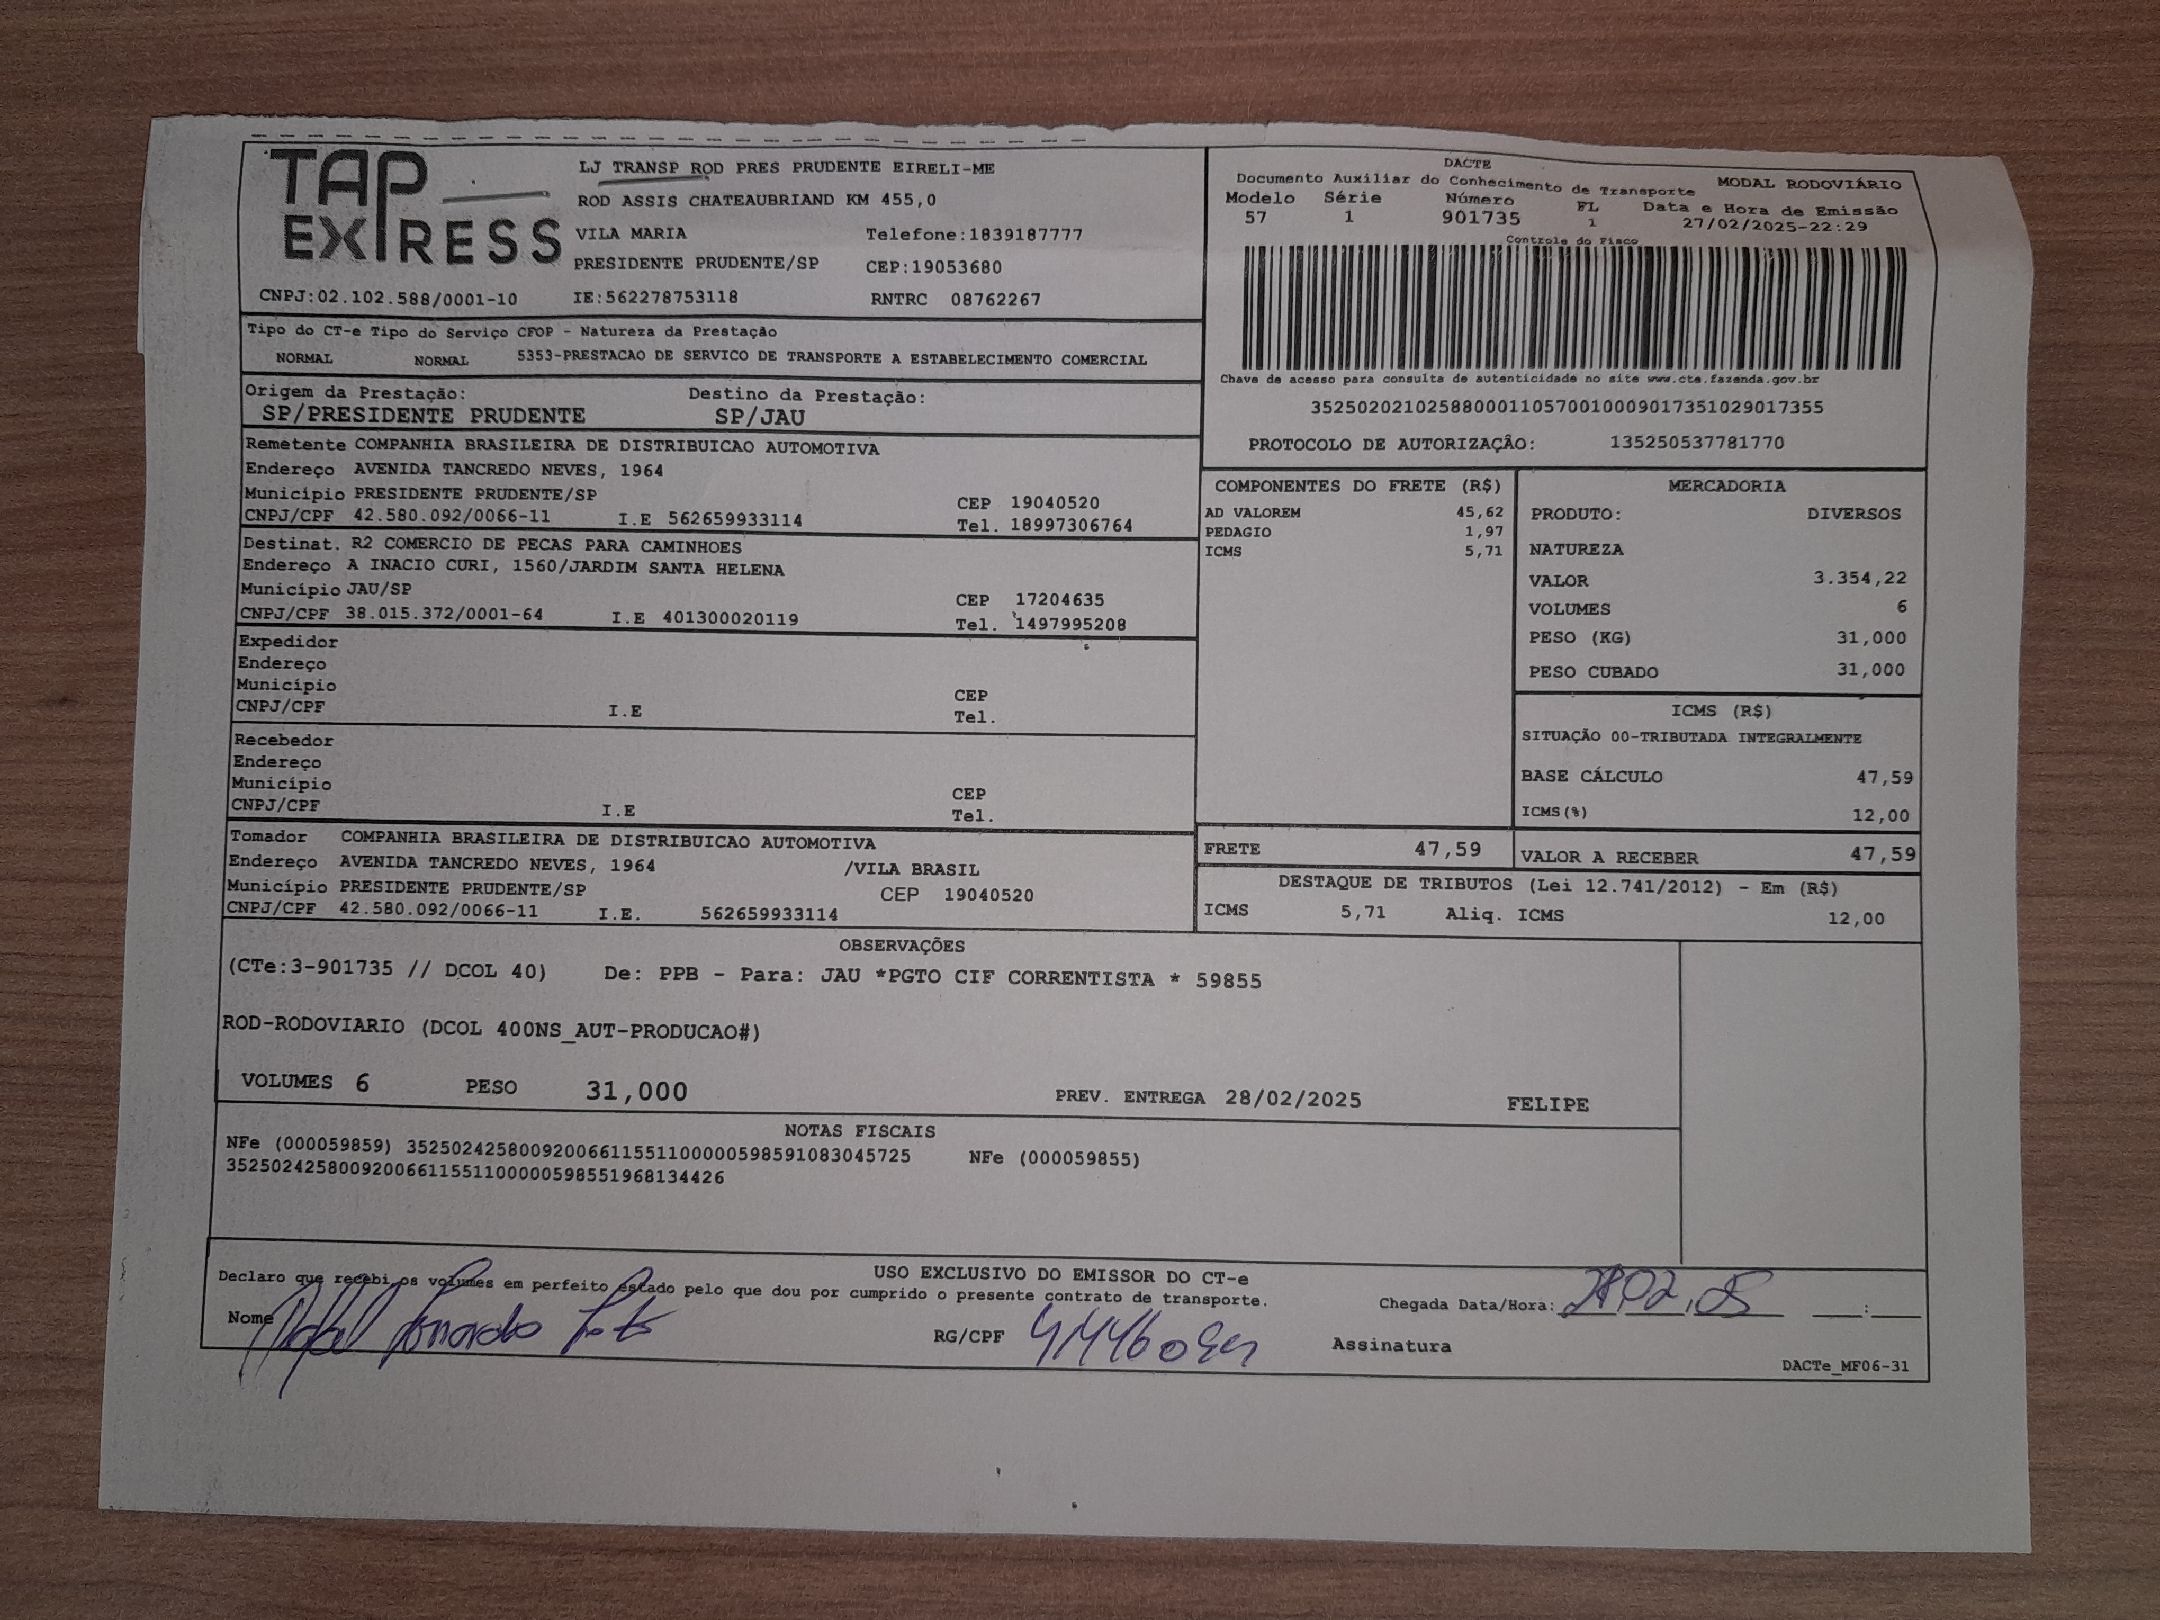 TAP EXPRESS
LJ TRANSP ROD PRES PRUDENTE EIRELI-ME
ROD ASSIS CHATEAUBRIAND KM 455,0
VILA MARIA Telefone:1839187777
PRESIDENTE PRUDENTE/SP CEP:19053680
CNPJ:02.102.588/0001-10 IE:562278753118 RNTRC 08762267
DACTE
Documento Auxiliar do Conhecimento de Transporte MODAL RODOVIÁRIO
Modelo Série Número FL Data e Hora de Emissão
57 1 901735 1 27/02/2025-22:29
Controle do Fisco
Chave de acesso para consulta de autenticidade no site www.cte.fazenda.gov.br
35250202102588000110570010009017351029017355
PROTOCOLO DE AUTORIZAÇÃO: 135250537781770
Tipo do CT-e Tipo do Serviço CFOP - Natureza da Prestação
NORMAL NORMAL 5353-PRESTACAO DE SERVICO DE TRANSPORTE A ESTABELECIMENTO COMERCIAL
Origem da Prestação: Destino da Prestação:
SP/PRESIDENTE PRUDENTE SP/JAU
Remetente COMPANHIA BRASILEIRA DE DISTRIBUICAO AUTOMOTIVA
Endereço AVENIDA TANCREDO NEVES, 1964
Município PRESIDENTE PRUDENTE/SP CEP 19040520
CNPJ/CPF 42.580.092/0066-11 I.E 562659933114 Tel. 18997306764
Destinat. R2 COMERCIO DE PECAS PARA CAMINHOES
Endereço A INACIO CURI, 1560/JARDIM SANTA HELENA
Município JAU/SP CEP 17204635
CNPJ/CPF 38.015.372/0001-64 I.E 401300020119 Tel. 1497995208
Expedidor
Endereço
Município CEP
CNPJ/CPF I.E Tel.
Recebedor
Endereço
Município CEP
CNPJ/CPF I.E Tel.
Tomador COMPANHIA BRASILEIRA DE DISTRIBUICAO AUTOMOTIVA
Endereço AVENIDA TANCREDO NEVES, 1964 /VILA BRASIL
Município PRESIDENTE PRUDENTE/SP CEP 19040520
CNPJ/CPF 42.580.092/0066-11 I.E. 562659933114
COMPONENTES DO FRETE (R$)
AD VALOREM 45,62
PEDAGIO 1,97
ICMS 5,71
MERCADORIA
PRODUTO: DIVERSOS
NATUREZA
VALOR 3.354,22
VOLUMES 6
PESO (KG) 31,000
PESO CUBADO 31,000
ICMS (R$)
SITUAÇÃO 00-TRIBUTADA INTEGRALMENTE
BASE CÁLCULO 47,59
ICMS(%) 12,00
FRETE 47,59 VALOR A RECEBER 47,59
DESTAQUE DE TRIBUTOS (Lei 12.741/2012) - Em (R$)
ICMS 5,71 Aliq. ICMS 12,00
OBSERVAÇÕES
(CTe:3-901735 // DCOL 40) De: PPB - Para: JAU *PGTO CIF CORRENTISTA * 59855
ROD-RODOVIARIO (DCOL 400NS_AUT-PRODUCAO#)
VOLUMES 6 PESO 31,000 PREV. ENTREGA 28/02/2025 FELIPE
NOTAS FISCAIS
NFe (000059859) 35250242580092006611551100000598591083045725 NFe (000059855)
35250242580092006611551100000598551968134426
USO EXCLUSIVO DO EMISSOR DO CT-e
Declaro que recebi os volumes em perfeito estado pelo que dou por cumprido o presente contrato de transporte.
Chegada Data/Hora:
Nome RG/CPF Assinatura
DACTe_MF06-31